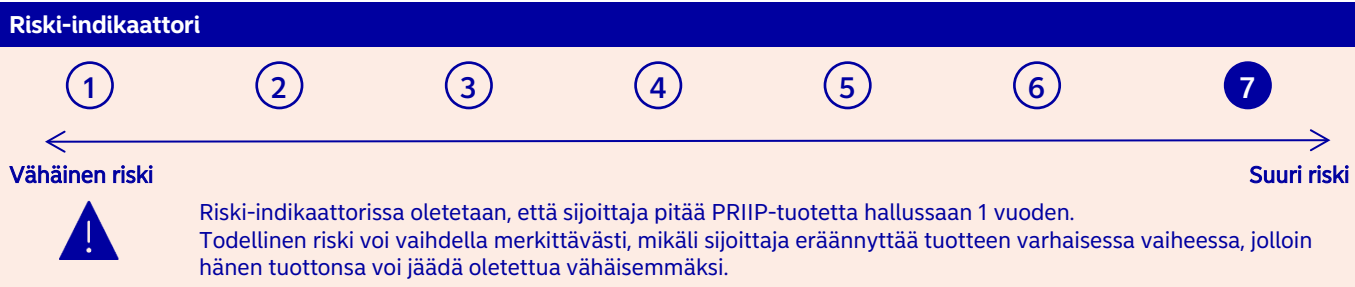 Riski-indikaattori
1 2 3 4 5 6 7
Vähäinen riski Suuri riski
Riski-indikaattorissa oletetaan, että sijoittaja pitää PRIIP-tuotetta hallussaan 1 vuoden.
Todellinen riski voi vaihdella merkittävästi, mikäli sijoittaja eräännyttää tuotteen varhaisessa vaiheessa, jolloin
hänen tuottonsa voi jäädä oletettua vähäisemmäksi.